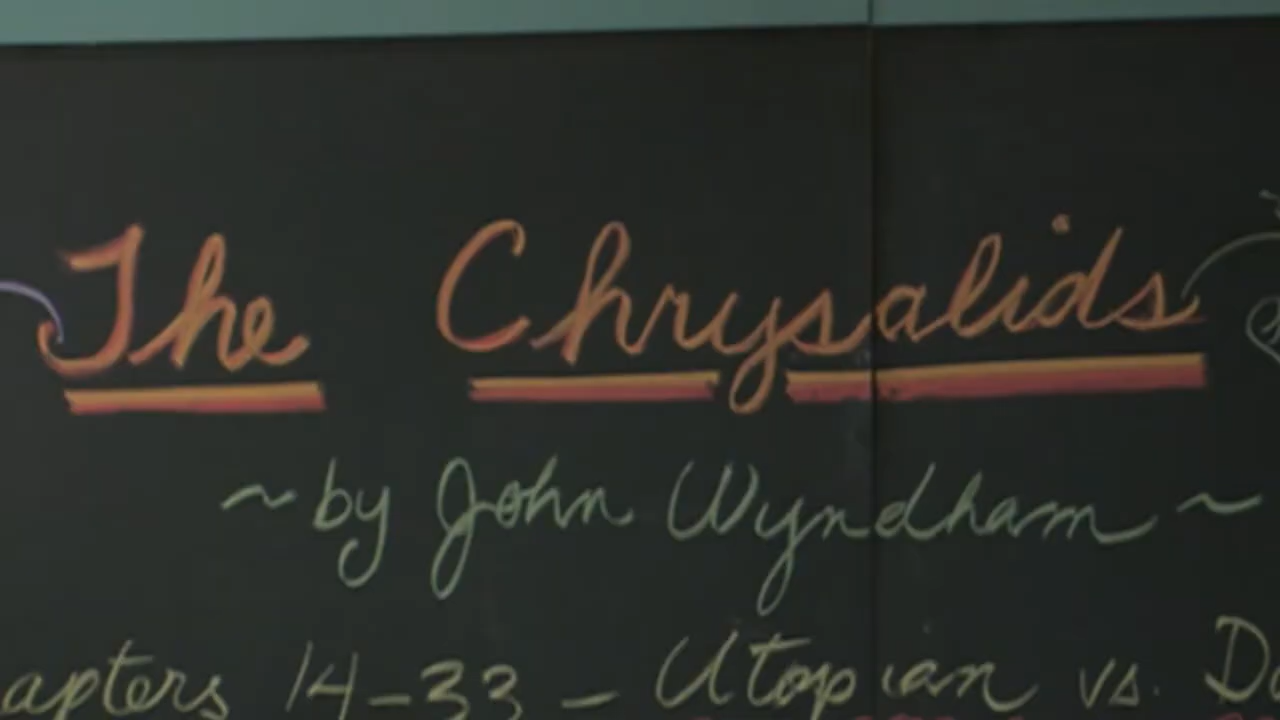 The Chrysalids
~ by John Wyndham ~
apters 14-33 - Utopian vs. D